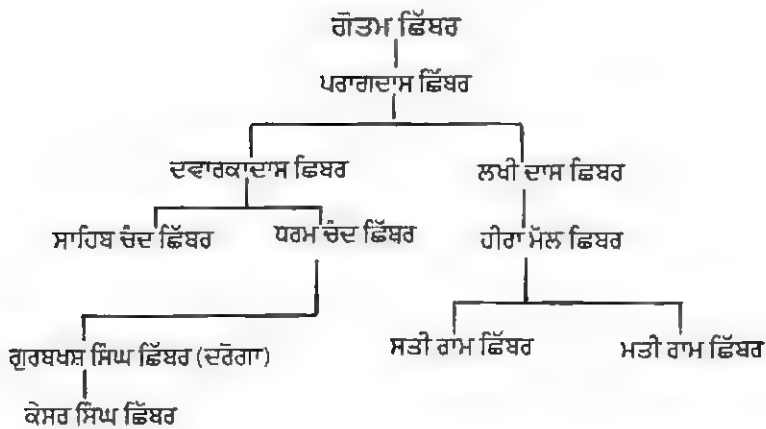 ਗੌਤਮ ਛਿੱਬਰ
ਪਰਾਗਦਾਸ ਛਿੱਬਰ
ਦਵਾਰਕਾਦਾਸ ਛਿਬਰ
ਲਖੀ ਦਾਸ ਛਿਬਰ
ਸਾਹਿਬ ਚੰਦ ਛਿੱਬਰ
ਧਰਮ ਚੰਦ ਛਿੱਬਰ
ਹੀਰਾ ਮੱਲ ਛਿਬਰ
ਗੁਰਬਖਸ਼ ਸਿੰਘ ਛਿੱਬਰ (ਦਰੋਗਾ)
ਸਤੀ ਰਾਮ ਛਿੱਬਰ
ਮਤੀ ਰਾਮ ਛਿੱਬਰ
ਕੇਸਰ ਸਿੰਘ ਛਿੱਬਰ